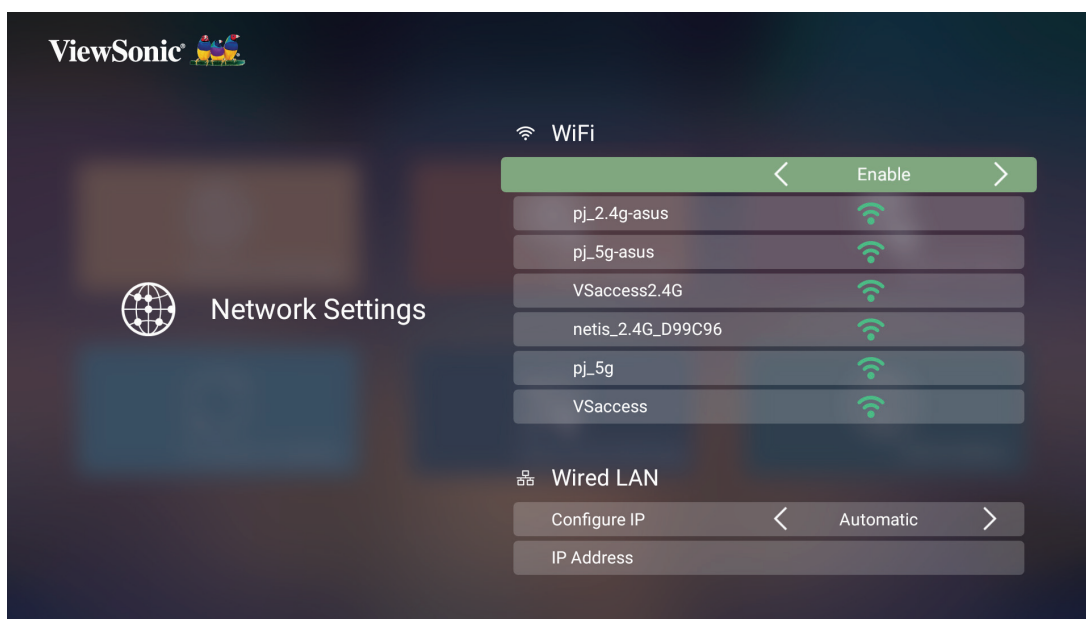 ViewSonic®
WiFi
Enable
pj_2.4g-asus
pj_5g-asus
VSaccess2.4G
Network Settings
netis_2.4G_D99C96
pj_5g
VSaccess
Wired LAN
Configure IP Automatic
IP Address